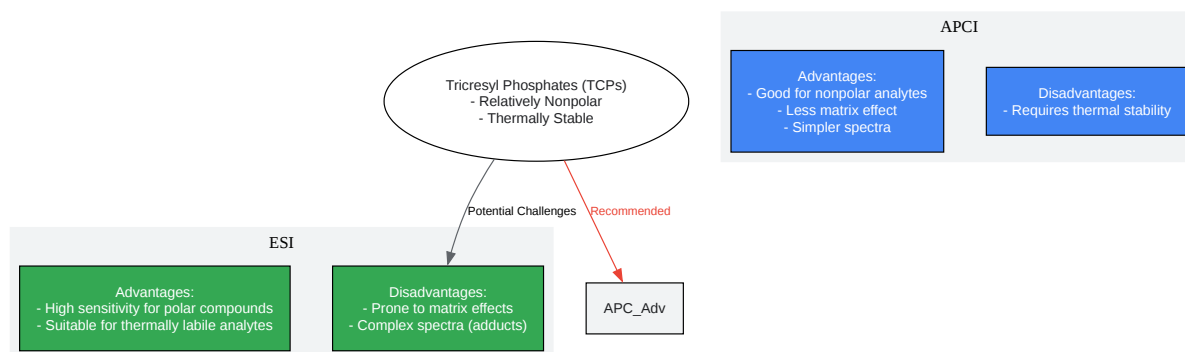 APCI
Advantages:
- Good for nonpolar analytes
- Less matrix effect
- Simpler spectra
Disadvantages:
- Requires thermal stability
Tricresyl Phosphates (TCPs)
- Relatively Nonpolar
- Thermally Stable
Potential Challenges
Recommended
ESI
Advantages:
- High sensitivity for polar compounds
- Suitable for thermally labile analytes
Disadvantages:
- Prone to matrix effects
- Complex spectra (adducts)
APC_Adv